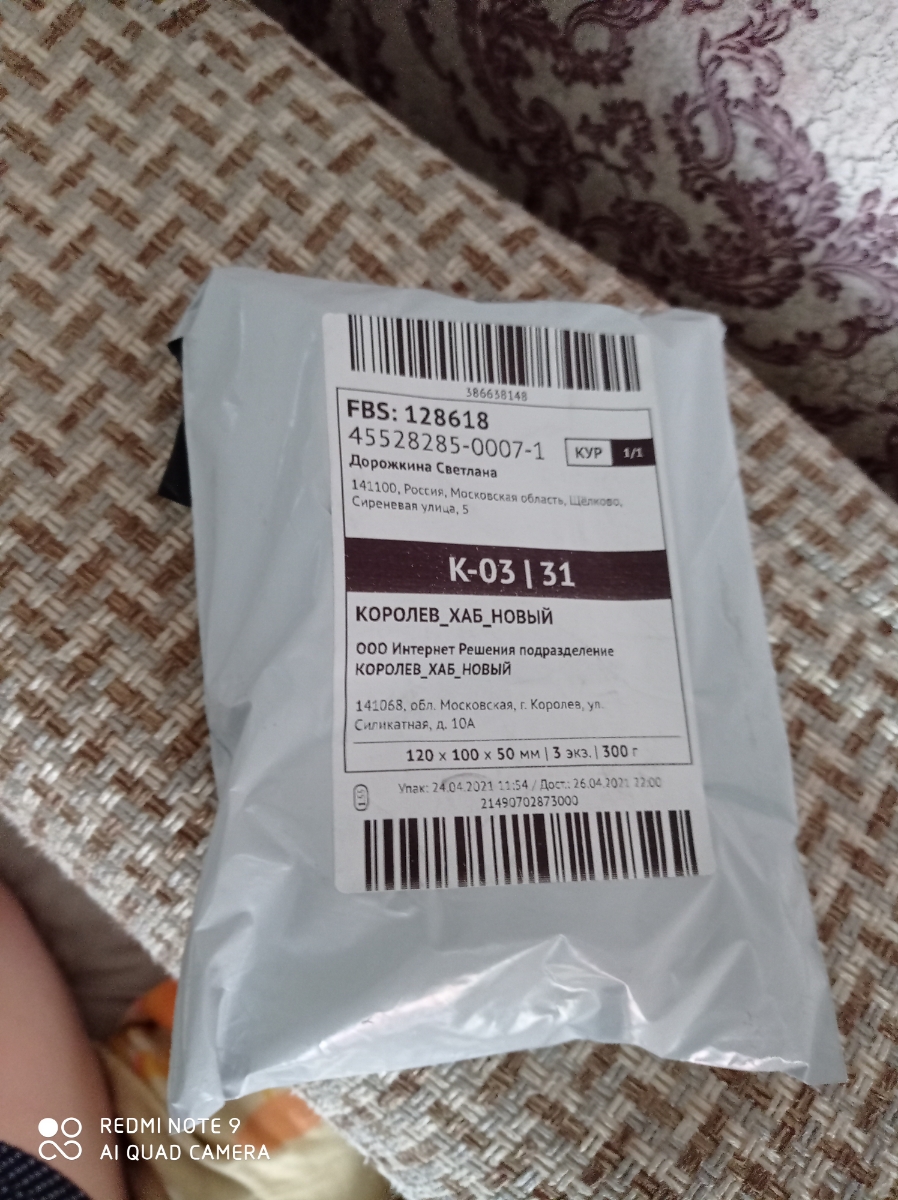 386638148
FBS: 128618
45528285-0007-1
КУР 1/1
Дорожкина Светлана
141100, Россия, Московская область, Щёлково,
Сиреневая улица, 5
К-03 | 31
КОРОЛЕВ_ХАБ_НОВЫЙ
ООО Интернет Решения подразделение
КОРОЛЕВ_ХАБ_НОВЫЙ
141068, обл. Московская, г. Королев, ул.
Силикатная, д. 10А
120 x 100 x 50 мм | 3 экз. | 300 г
Упак: 24.04.2021 11:54 / Дост.: 26.04.2021 22:00
21490702873000
REDMI NOTE 9
AI QUAD CAMERA